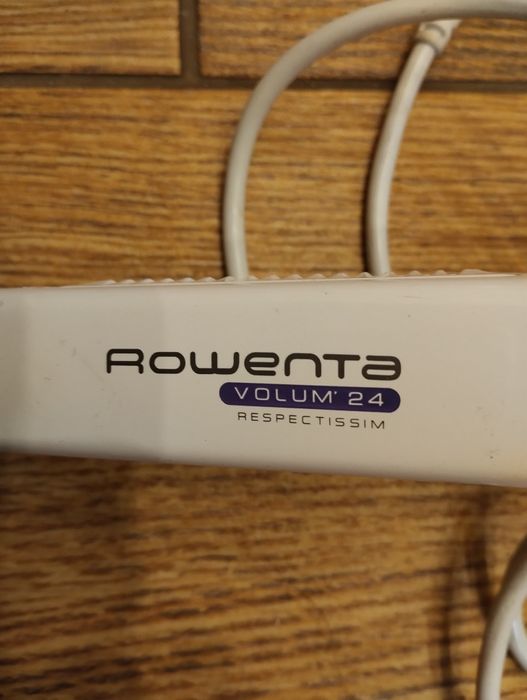 ROWENTA
VOLUM' 24
RESPECTISSIM